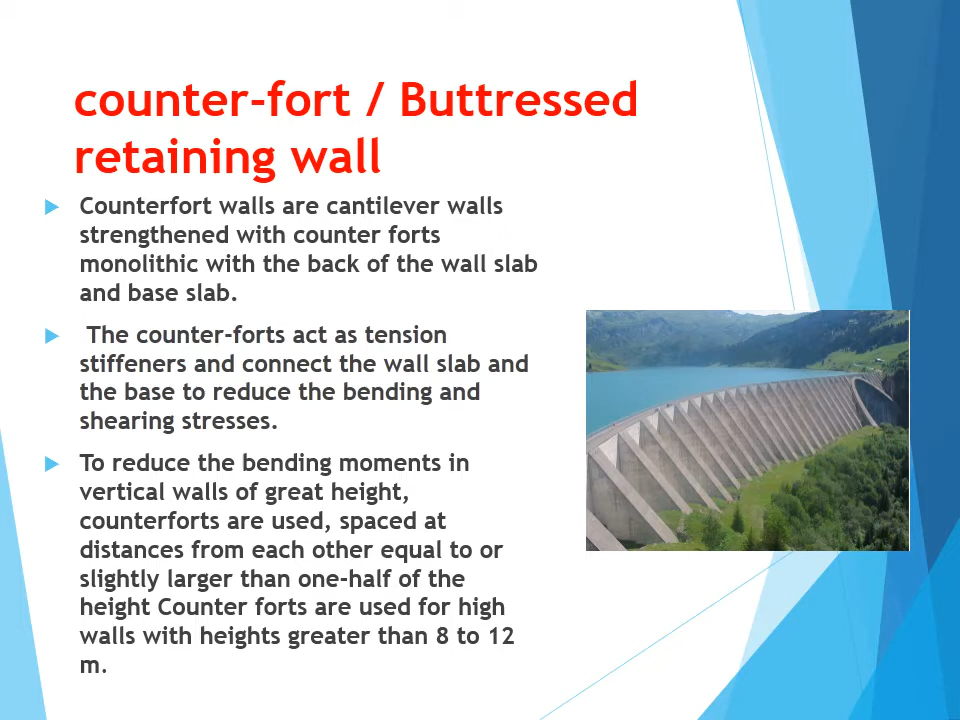 counter-fort / Buttressed
retaining wall
Counterfort walls are cantilever walls
strengthened with counter forts
monolithic with the back of the wall slab
and base slab.
The counter-forts act as tension
stiffeners and connect the wall slab and
the base to reduce the bending and
shearing stresses.
To reduce the bending moments in
vertical walls of great height,
counterforts are used, spaced at
distances from each other equal to or
slightly larger than one-half of the
height Counter forts are used for high
walls with heights greater than 8 to 12
m.